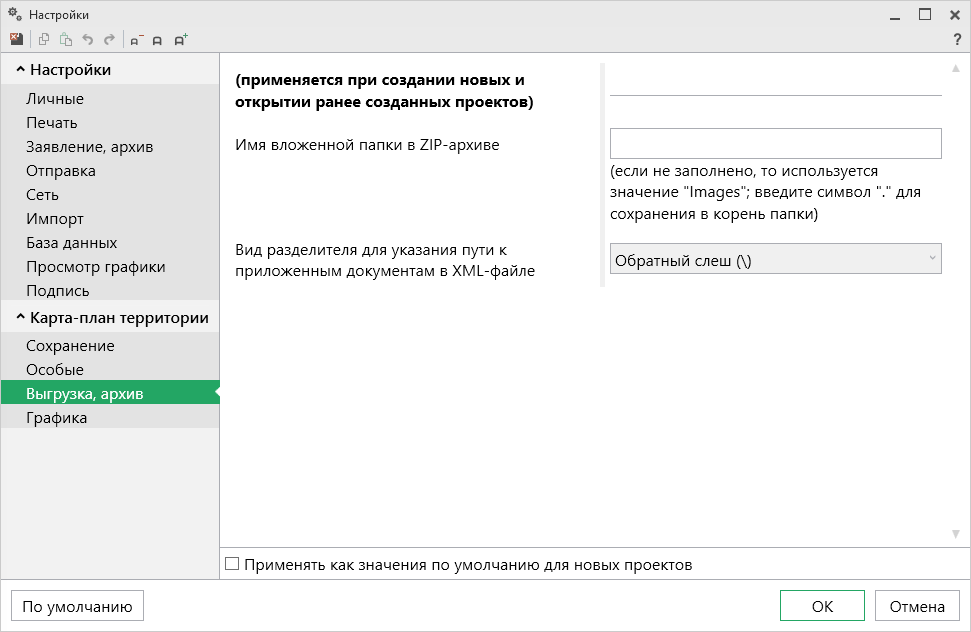 Настройки
?
Настройки
Личные
Печать
Заявление, архив
Отправка
Сеть
Импорт
База данных
Просмотр графики
Подпись
Карта-план территории
Сохранение
Особые
Выгрузка, архив
Графика
(применяется при создании новых и
открытии ранее созданных проектов)
Имя вложенной папки в ZIP-архиве
(если не заполнено, то используется
значение "Images"; введите символ "." для
сохранения в корень папки)
Вид разделителя для указания пути к
приложенным документам в XML-файле
Обратный слеш (\)
Применять как значения по умолчанию для новых проектов
По умолчанию
ОК
Отмена